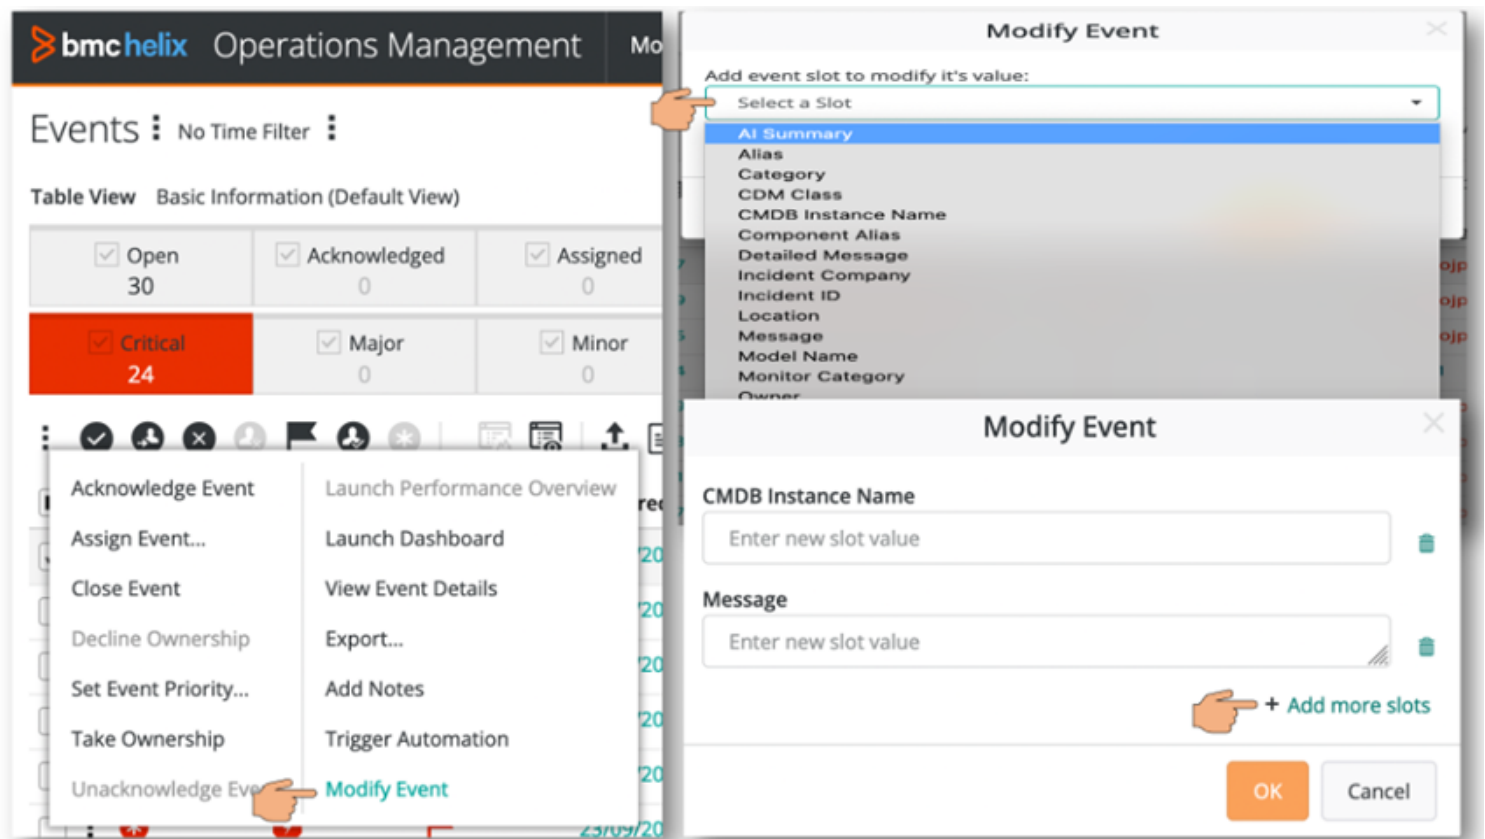 bmchelix Operations Management
Events No Time Filter
Table View Basic Information (Default View)
Open Acknowledged Assigned
30 0 0
Critical Major Minor
24 0 0
Acknowledge Event
Assign Event...
Close Event
Decline Ownership
Set Event Priority...
Take Ownership
Unacknowledge
Launch Performance Overview
Launch Dashboard
View Event Details
Export...
Add Notes
Trigger Automation
Modify Event
23/09/20
Modify Event
Add event slot to modify it's value:
Select a Slot
AI Summary
Alias
Category
CDM Class
CMDB Instance Name
Component Alias
Detailed Message
Incident Company
Incident ID
Location
Message
Model Name
Monitor Category
Owner
Modify Event
CMDB Instance Name
Enter new slot value
Message
Enter new slot value
+ Add more slots
OK Cancel